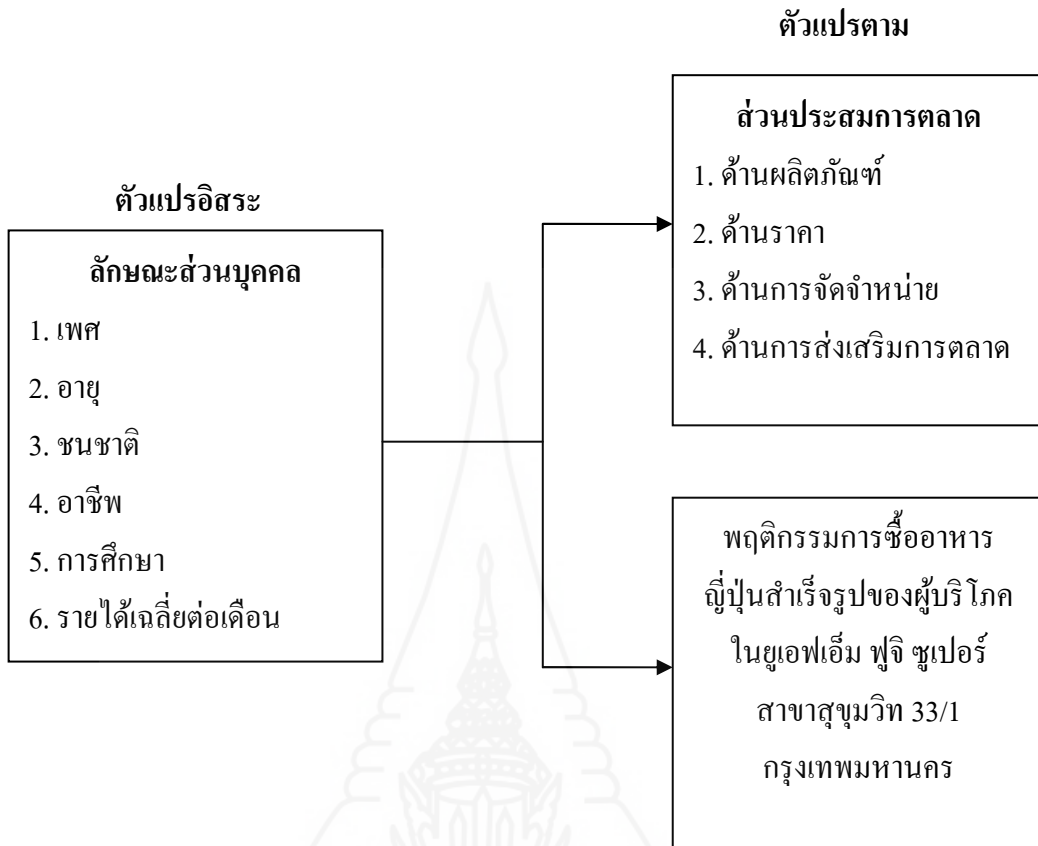 ตัวแปรตาม
ส่วนประสมการตลาด
1. ด้านผลิตภัณฑ์
2. ด้านราคา
3. ด้านการจัดจำหน่าย
4. ด้านการส่งเสริมการตลาด
ตัวแปรอิสระ
ลักษณะส่วนบุคคล
1. เพศ
2. อายุ
3. ชนชาติ
4. อาชีพ
5. การศึกษา
6. รายได้เฉลี่ยต่อเดือน
พฤติกรรมการซื้ออาหาร
ญี่ปุ่นสำเร็จรูปของผู้บริโภค
ในยูเอฟเอ็ม ฟูจิ ซูเปอร์
สาขาสุขุมวิท 33/1
กรุงเทพมหานคร